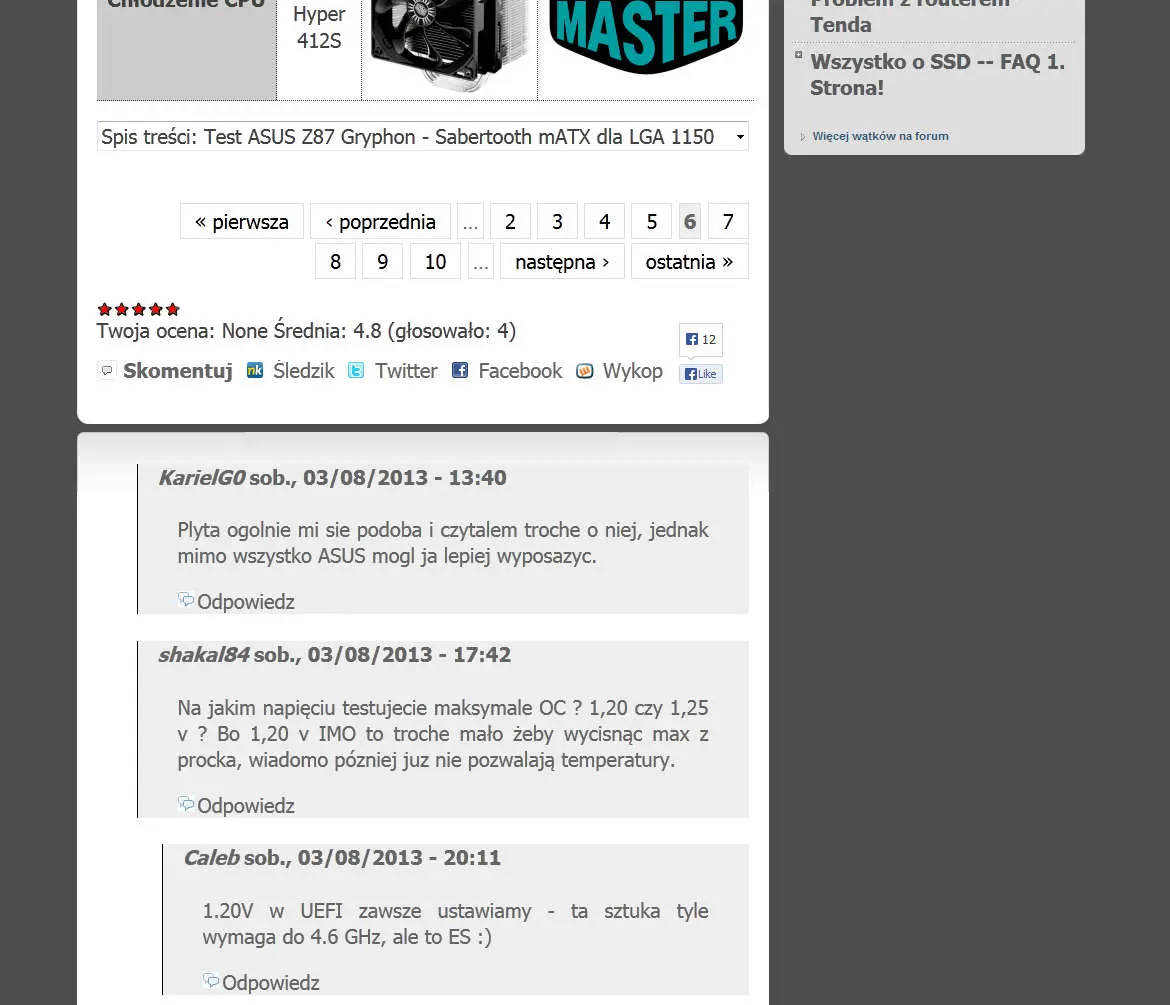 Chłodzenie CPU
Hyper
412S
MASTER
Problem z routerem
Tenda
Wszystko o SSD -- FAQ 1.
Strona!
Więcej wątków na forum
Spis treści: Test ASUS Z87 Gryphon - Sabertooth mATX dla LGA 1150
« pierwsza ‹ poprzednia ... 2 3 4 5 6 7
8 9 10 ... następna › ostatnia »
Twoja ocena: None Średnia: 4.8 (głosowało: 4)
12
Skomentuj nk Śledzik t Twitter f Facebook Wykop
Like
KarielG0 sob., 03/08/2013 - 13:40
Plyta ogolnie mi sie podoba i czytalem troche o niej, jednak
mimo wszystko ASUS mogl ja lepiej wyposazyc.
Odpowiedz
shakal84 sob., 03/08/2013 - 17:42
Na jakim napięciu testujecie maksymale OC ? 1,20 czy 1,25
v ? Bo 1,20 v IMO to troche mało żeby wycisnąc max z
procka, wiadomo pózniej juz nie pozwalają temperatury.
Odpowiedz
Caleb sob., 03/08/2013 - 20:11
1.20V w UEFI zawsze ustawiamy - ta sztuka tyle
wymaga do 4.6 GHz, ale to ES :)
Odpowiedz